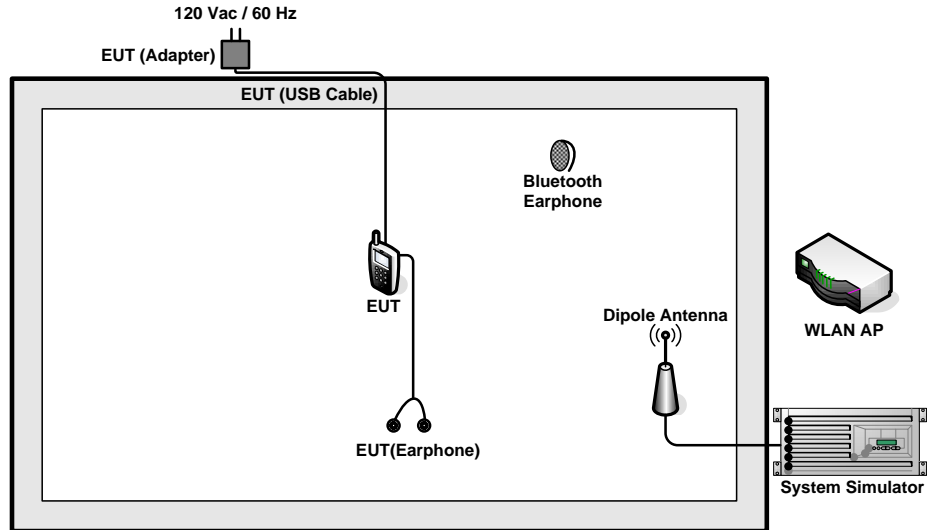 120 Vac / 60 Hz
EUT (Adapter)
EUT (USB Cable)
Bluetooth
Earphone
EUT
Dipole Antenna
WLAN AP
EUT(Earphone)
System Simulator